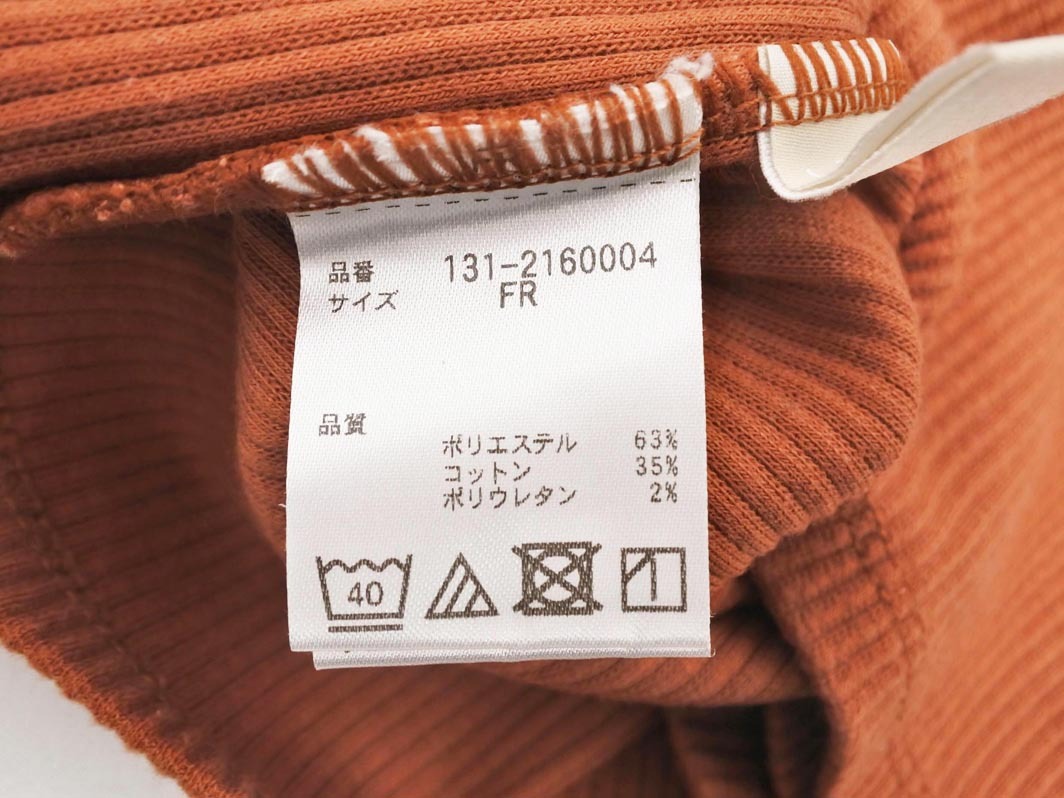 品番 131-2160004
サイズ FR
品質
ポリエステル 63%
コットン 35%
ポリウレタン 2%
40